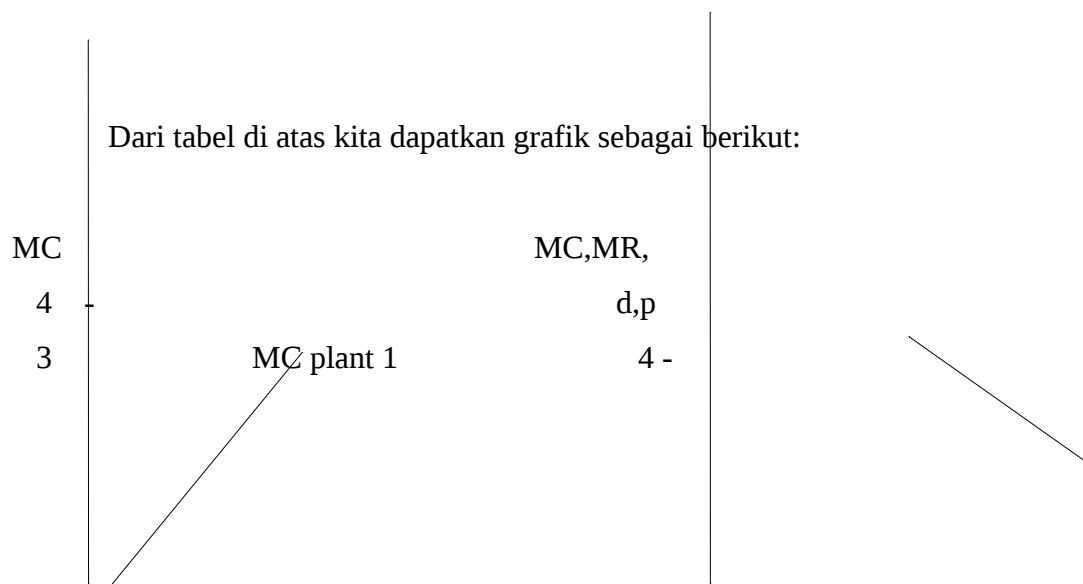 Dari tabel di atas kita dapatkan grafik sebagai berikut:
MC MC,MR,
4 - d,p
3 MC plant 1 4 -